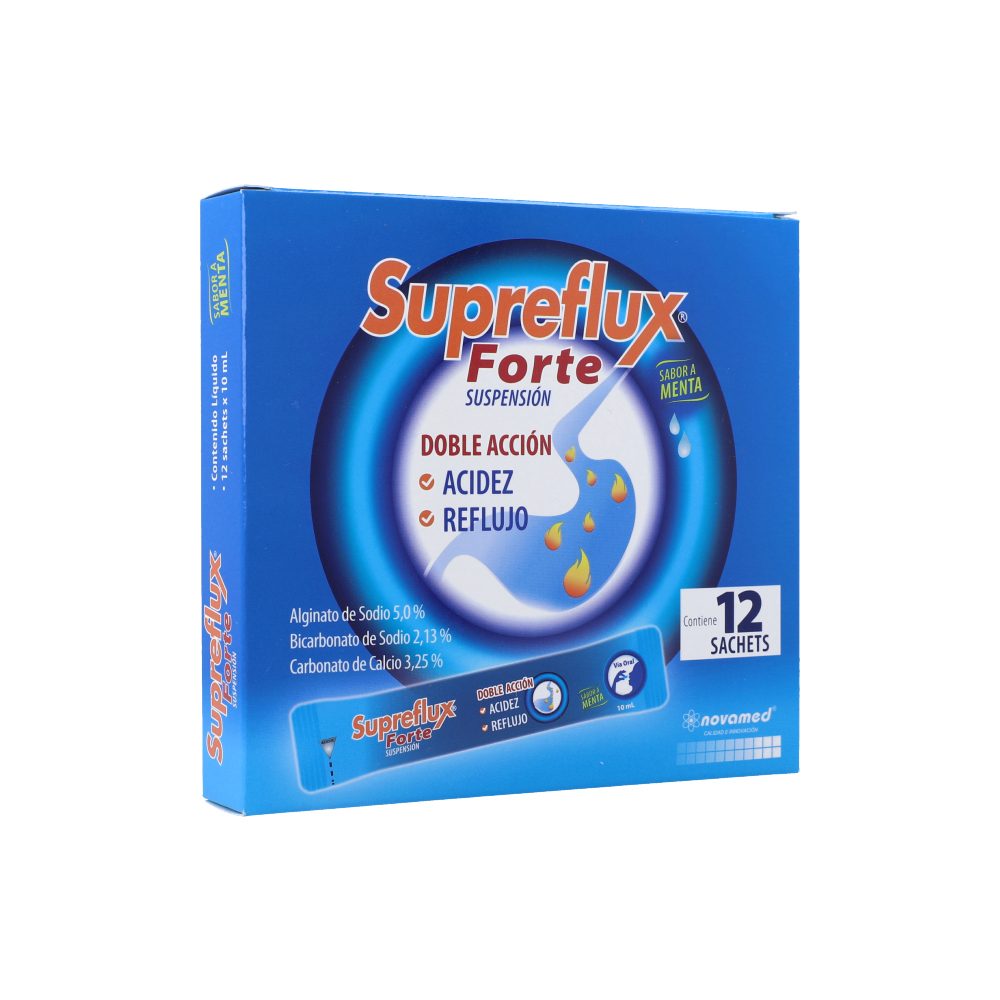 Supreflux®
Forte
SUSPENSIÓN
SABOR A
MENTA
DOBLE ACCIÓN
ACIDEZ
REFLUJO
Alginato de Sodio 5,0 %
Bicarbonato de Sodio 2,13 %
Carbonato de Calcio 3,25 %
Contiene 12
SACHETS
Supreflux®
Forte
SUSPENSIÓN
DOBLE ACCIÓN
ACIDEZ
REFLUJO
SABOR A
MENTA
Vía Oral
10 mL
novamed®
CALIDAD E INNOVACIÓN
SABOR A
MENTA
· Contenido Líquido
· 12 sachets x 10 mL
Supreflux®
Forte
SUSPENSIÓN